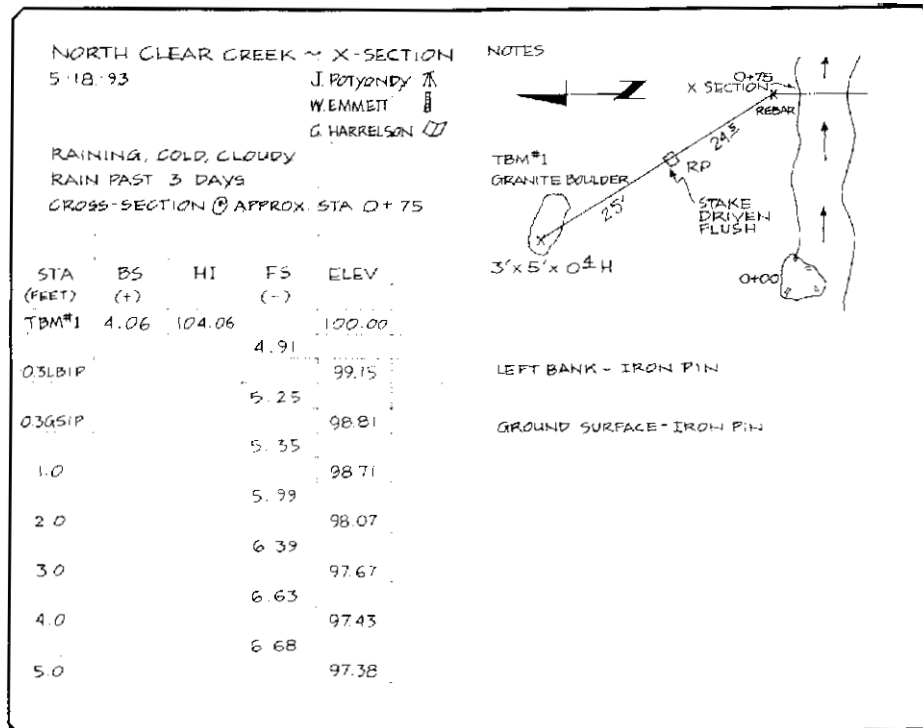 NORTH CLEAR CREEK ~ X-SECTION
5·18·93
J. POTYONDY
W. EMMETT
G. HARRELSON
RAINING, COLD, CLOUDY
RAIN PAST 3 DAYS
CROSS-SECTION @ APPROX. STA 0+75
STA BS HI FS ELEV
(FEET) (+) (-)
TBM#1 4.06 104.06 100.00
4.91
0.3LBIP 99.15
5.25
0.3GSIP 98.81
5.35
1.0 98.71
5.99
2.0 98.07
6.39
3.0 97.67
6.63
4.0 97.43
6.68
5.0 97.38
NOTES
0+75
X SECTION
REBAR
Z
24.5
TBM#1
GRANITE BOULDER
RP
25'
STAKE
DRIVEN
FLUSH
3' x 5' x 0.4 H
0+00
LEFT BANK - IRON PIN
GROUND SURFACE - IRON PIN